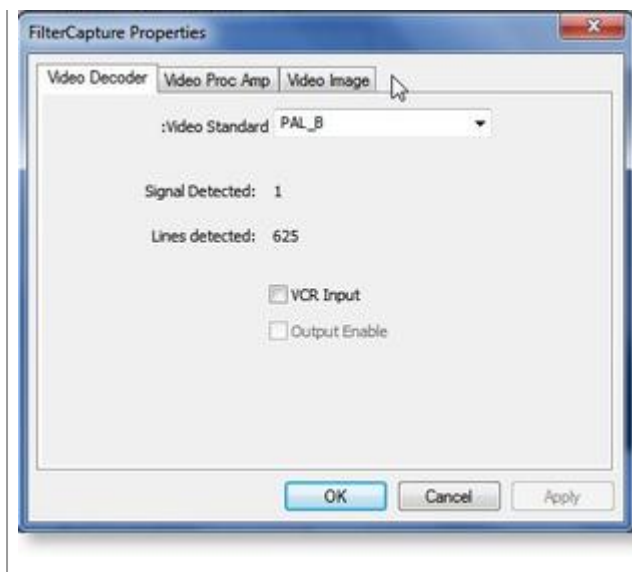 FilterCapture Properties
Video Decoder Video Proc Amp Video Image
:Video Standard PAL_B
Signal Detected: 1
Lines detected: 625
VCR Input
Output Enable
OK Cancel Apply